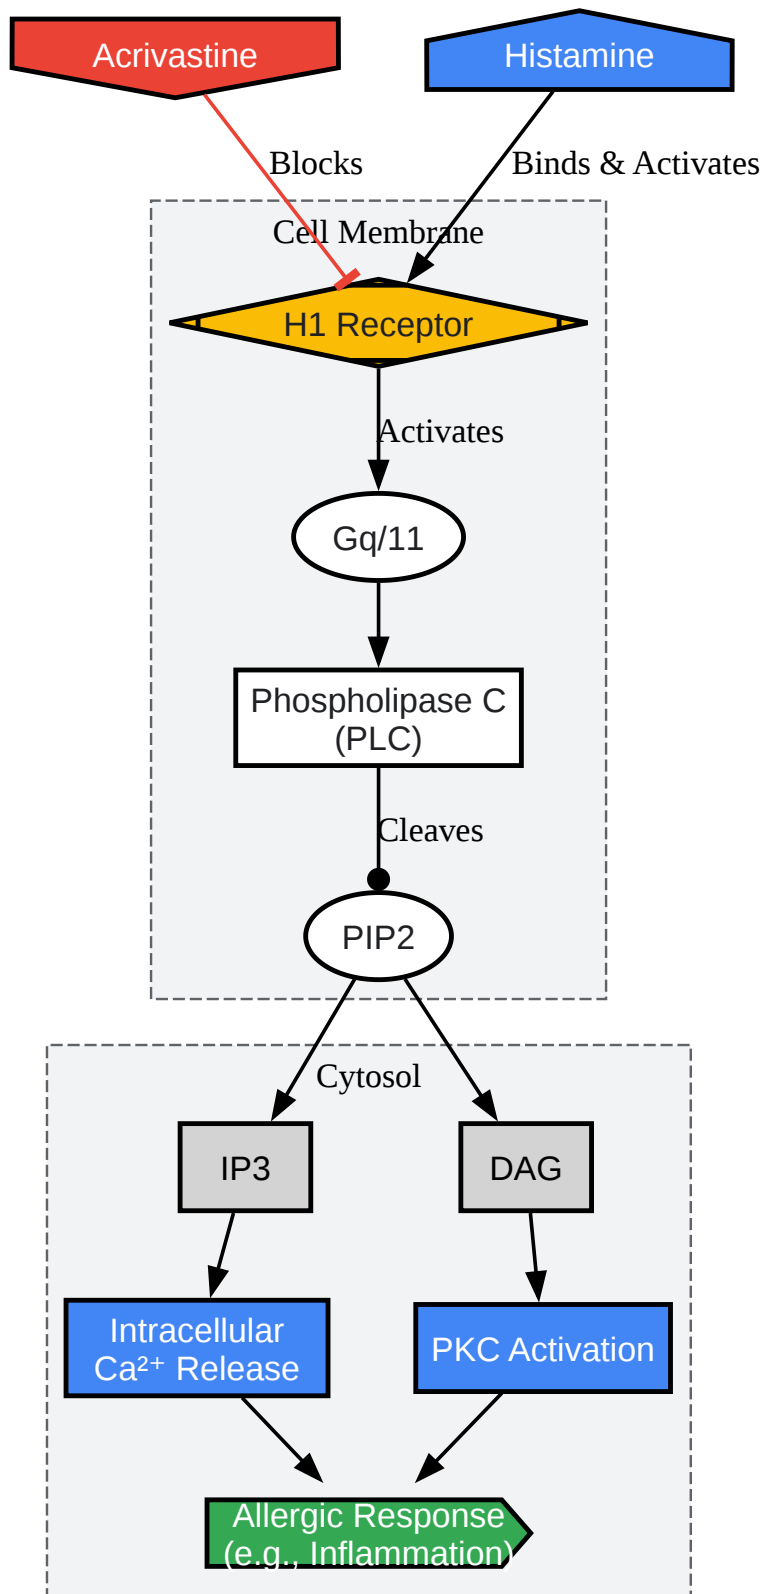 Acrivastine
Histamine
Blocks
Binds & Activates
Cell Membrane
H1 Receptor
Activates
Gq/11
Phospholipase C
(PLC)
Cleaves
PIP2
Cytosol
IP3
DAG
Intracellular
Ca²⁺ Release
PKC Activation
Allergic Response
(e.g., Inflammation)